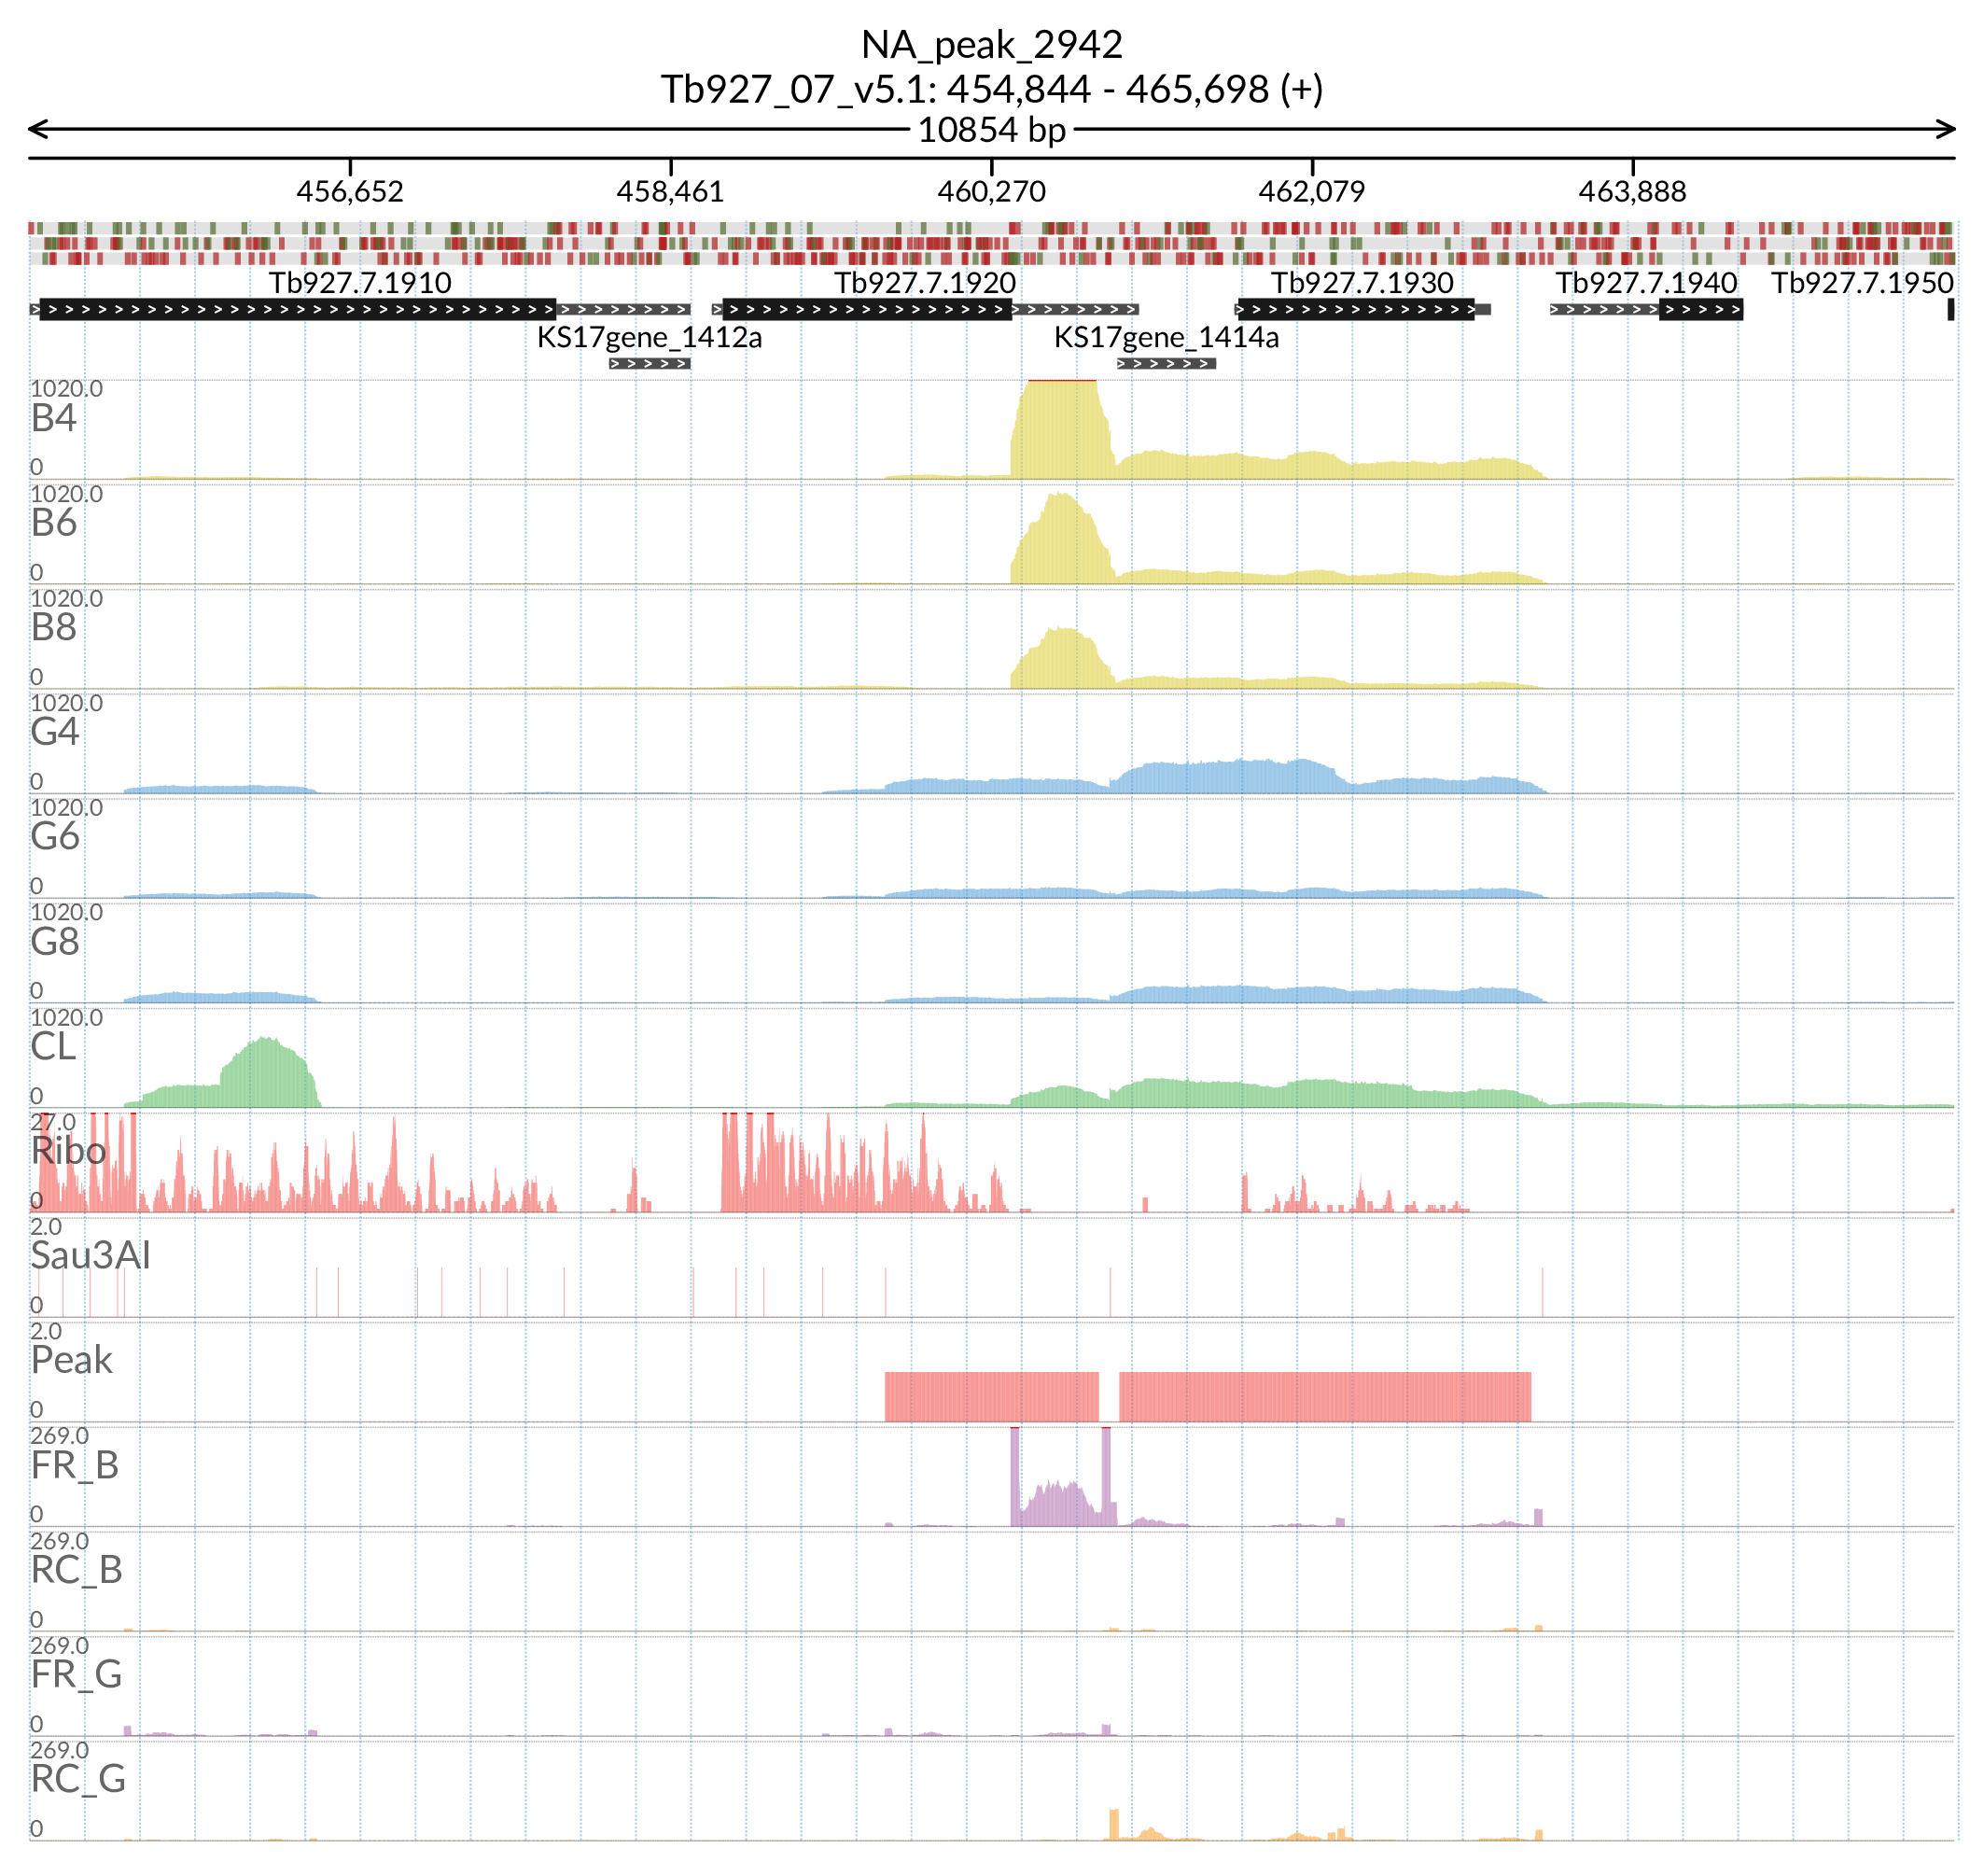 NA_peak_2942
Tb927_07_v5.1: 454,844 - 465,698 (+)
10854 bp
456,652 458,461 460,270 462,079 463,888
Tb927.7.1910 Tb927.7.1920 Tb927.7.1930 Tb927.7.1940 Tb927.7.1950
KS17gene_1412a KS17gene_1414a
1020.0
B4
0
1020.0
B6
0
1020.0
B8
0
1020.0
G4
0
1020.0
G6
0
1020.0
G8
0
1020.0
CL
0
27.0
Ribo
0
2.0
Sau3AI
0
2.0
Peak
0
269.0
FR_B
0
269.0
RC_B
0
269.0
FR_G
0
269.0
RC_G
0